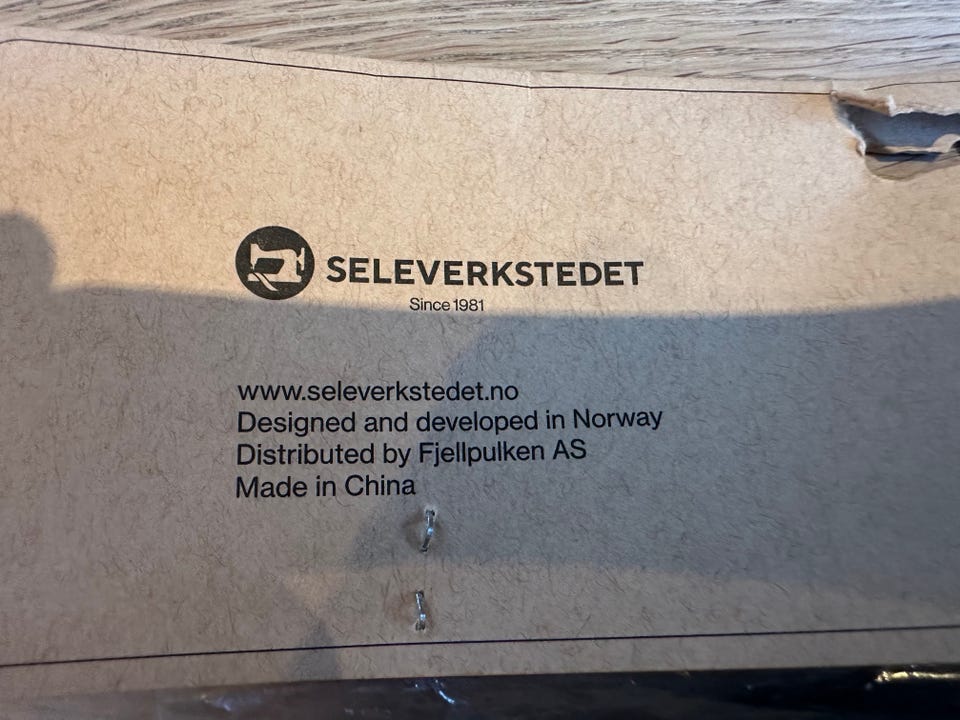 SELEVERKSTEDET
Since 1981
www.seleverkstedet.no
Designed and developed in Norway
Distributed by Fjellpulken AS
Made in China